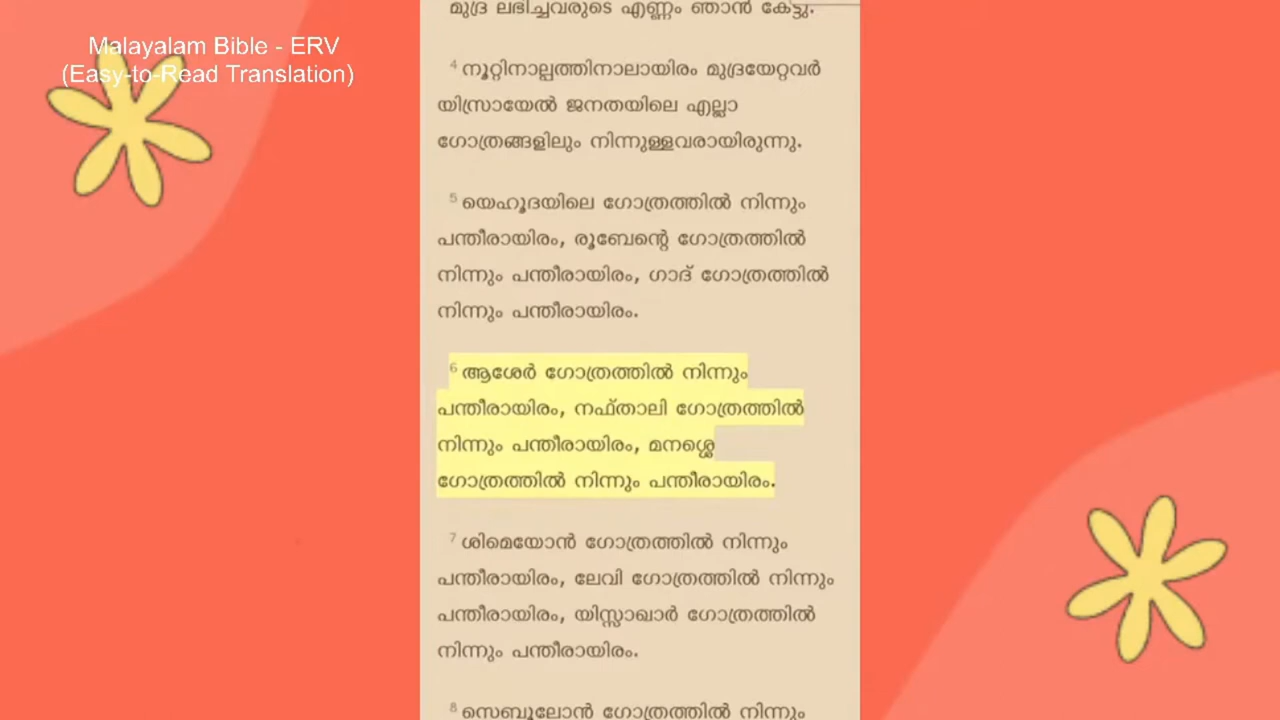 Malayalam Bible - ERV
(Easy-to-Read Translation)
മുദ്ര ലഭിച്ചവരുടെ എണ്ണം ഞാൻ കേട്ടു.
4 നൂറ്റിനാല്പത്തിനാലായിരം മുദ്രയേറ്റവർ
യിസ്രായേൽ ജനതയിലെ എല്ലാ
ഗോത്രങ്ങളിലും നിന്നുള്ളവരായിരുന്നു.
5 യെഹൂദയിലെ ഗോത്രത്തിൽ നിന്നും
പന്തീരായിരം, രൂബേന്റെ ഗോത്രത്തിൽ
നിന്നും പന്തീരായിരം, ഗാദ് ഗോത്രത്തിൽ
നിന്നും പന്തീരായിരം.
6 ആശേർ ഗോത്രത്തിൽ നിന്നും
പന്തീരായിരം, നഫ്താലി ഗോത്രത്തിൽ
നിന്നും പന്തീരായിരം, മനശ്ശെ
ഗോത്രത്തിൽ നിന്നും പന്തീരായിരം.
7 ശിമെയോൻ ഗോത്രത്തിൽ നിന്നും
പന്തീരായിരം, ലേവി ഗോത്രത്തിൽ നിന്നും
പന്തീരായിരം, യിസ്സാഖാർ ഗോത്രത്തിൽ
നിന്നും പന്തീരായിരം.
8 സെബൂലോൻ ഗോത്രത്തിൽ നിന്നും